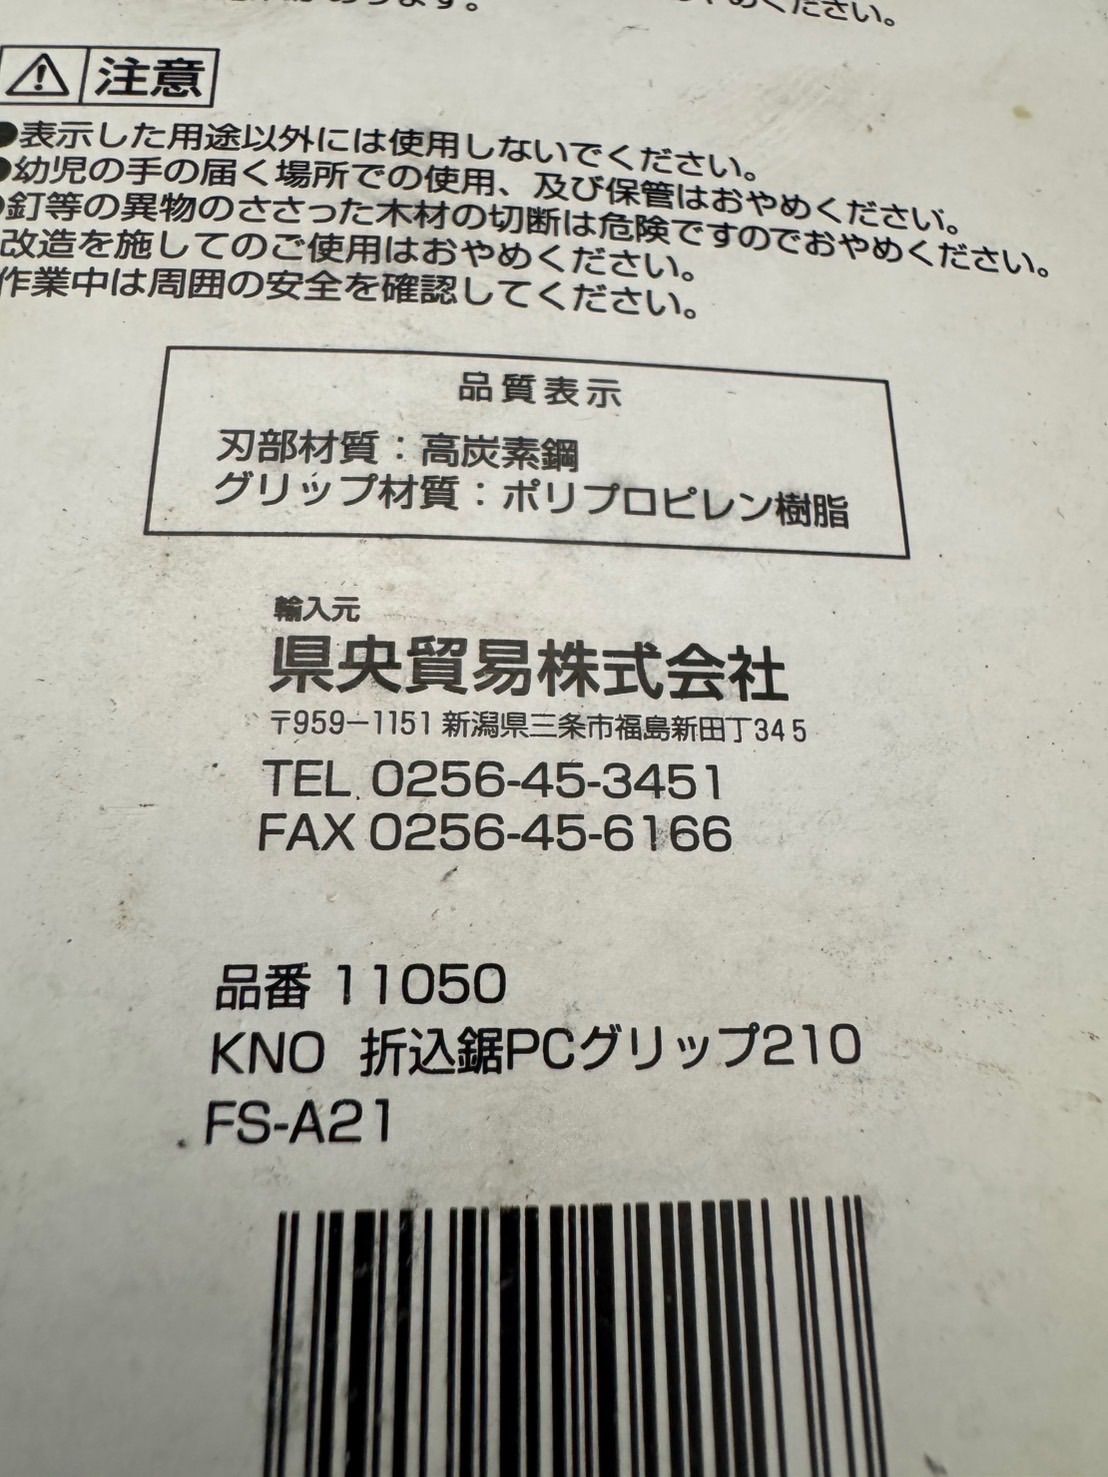 注意
●表示した用途以外には使用しないでください。
●幼児の手の届く場所での使用、及び保管はおやめください。
●釘等の異物のささった木材の切断は危険ですのでおやめください。
改造を施してのご使用はおやめください。
作業中は周囲の安全を確認してください。
品質表示
刃部材質：高炭素鋼
グリップ材質：ポリプロピレン樹脂
輸入元
県央貿易株式会社
〒959-1151 新潟県三条市福島新田丁345
TEL 0256-45-3451
FAX 0256-45-6166
品番 11050
KNO 折込鋸PCグリップ210
FS-A21